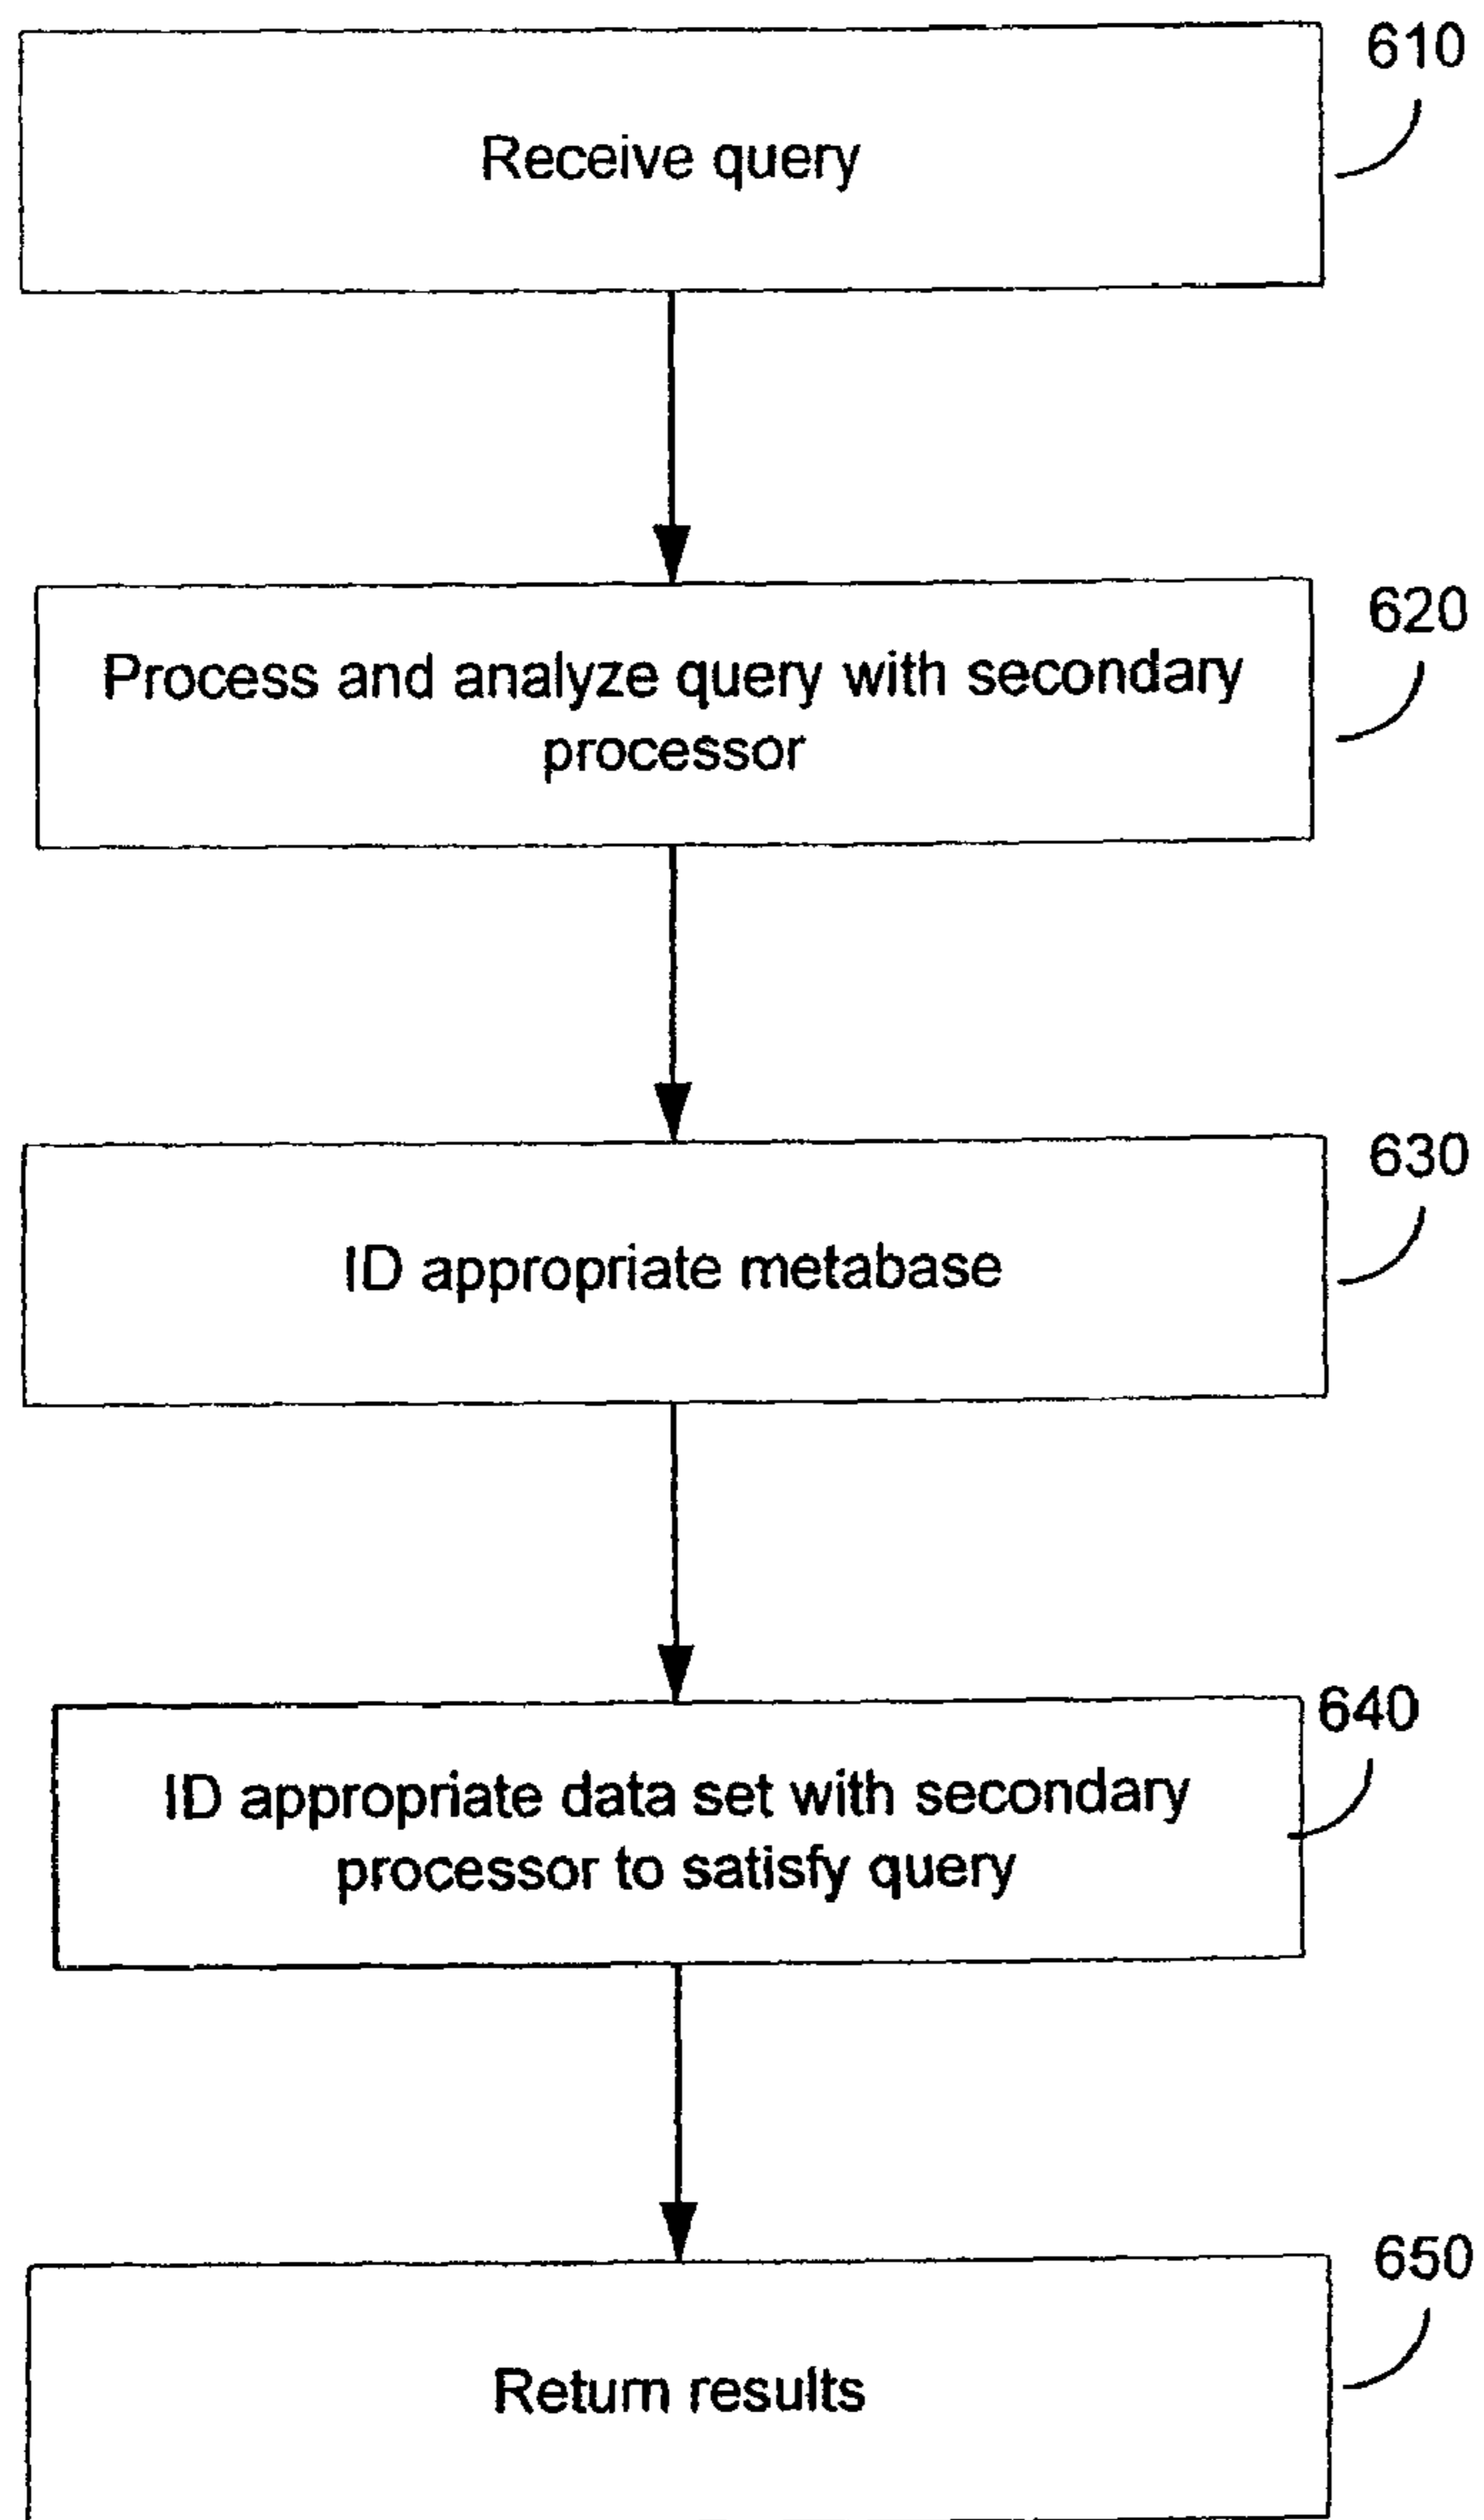 610
Receive query
620
Process and analyze query with secondary
processor
630
ID appropriate metabase
640
ID appropriate data set with secondary
processor to satisfy query
650
Return results